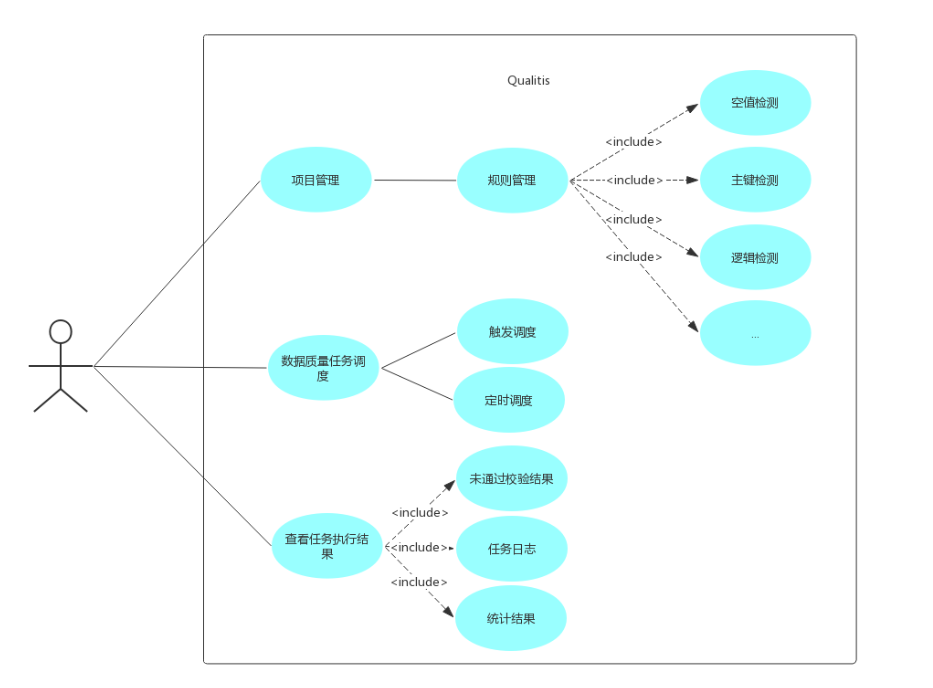 Qualitis
空值检测
<include>
项目管理
规则管理
<include>
主键检测
<include>
逻辑检测
<include>
...
触发调度
数据质量任务调
度
定时调度
未通过校验结果
<include>
查看任务执行结
果
<include>
任务日志
<include>
统计结果